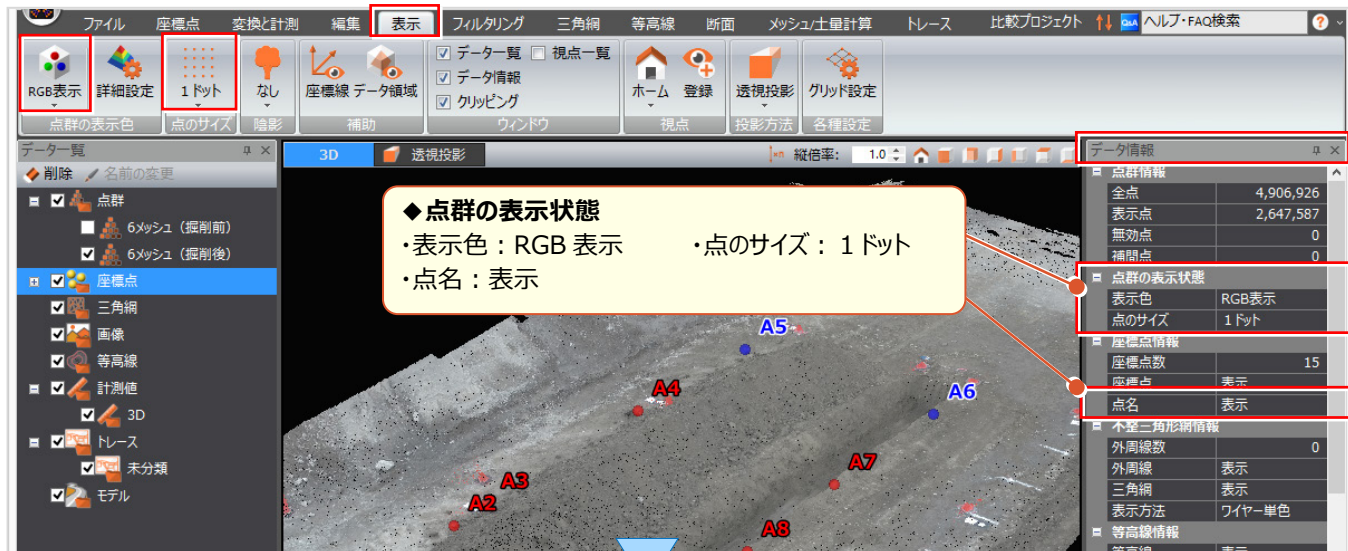 ファイル 座標点 変換と計測 編集 表示 フィルタリング 三角網 等高線 断面 メッシュ/土量計算 トレース 比較プロジェクト Q&A ヘルプ・FAQ検索 ?
RGB表示 詳細設定 1ドット なし 座標線 データ領域
データ一覧 視点一覧
データ情報
クリッピング
ホーム 登録 透視投影 グリッド設定
点群の表示色 点のサイズ 陰影 補助 ウィンドウ 視点 投影方法 各種設定
データ一覧
削除 名前の変更
点群
6メッシュ（掘削前）
6メッシュ（掘削後）
座標点
三角網
画像
等高線
計測値
3D
トレース
未分類
モデル
3D 透視投影 縦倍率: 1.0
◆点群の表示状態
・表示色：RGB 表示 ・点のサイズ：１ドット
・点名：表示
A5
A4
A6
A7
A3
A2
A8
データ情報
点群情報
全点 4,906,926
表示点 2,647,587
無効点 0
補間点 0
点群の表示状態
表示色 RGB表示
点のサイズ 1ドット
座標点情報
座標点数 15
座標点 表示
点名 表示
不整三角形網情報
外周線数 0
外周線 表示
三角網 表示
表示方法 ワイヤー単色
等高線情報
等高線 表示